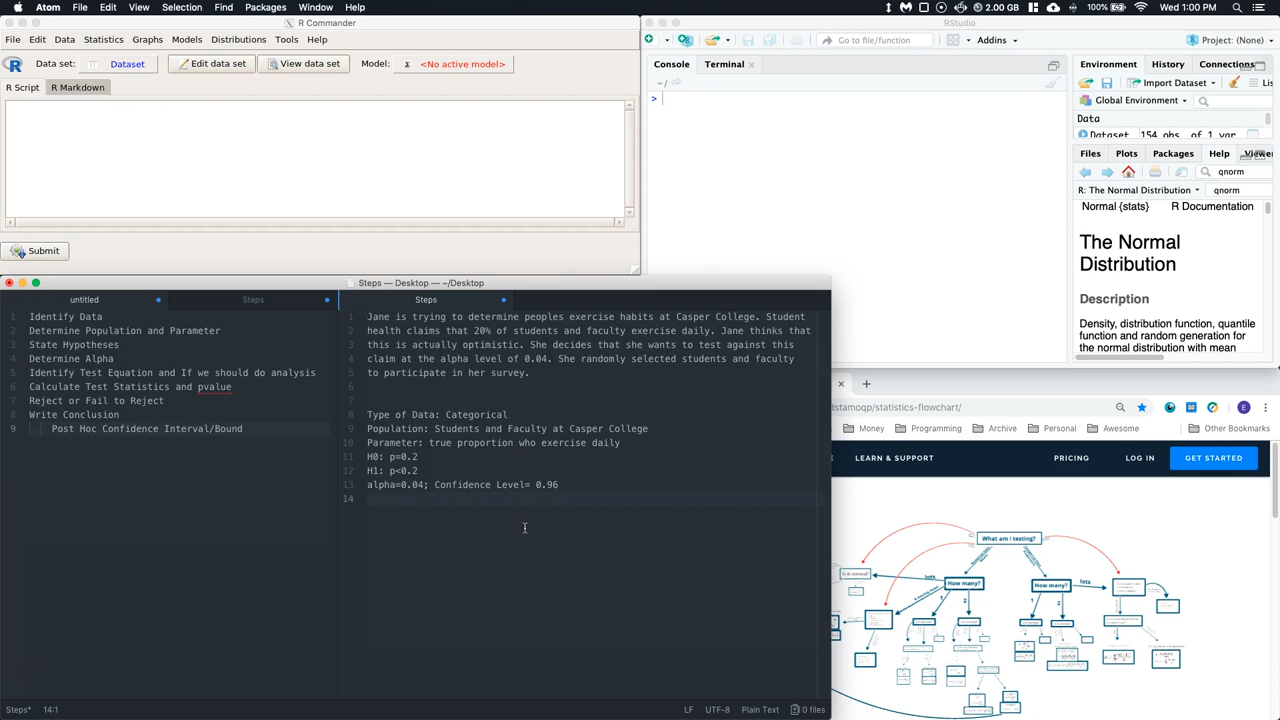 Atom File Edit View Selection Find Packages Window Help 2.00 GB 100% Wed 1:00 PM
R Commander
File Edit Data Statistics Graphs Models Distributions Tools Help
Data set: Dataset Edit data set View data set Model: Σ <No active model>
R Script R Markdown
Submit
RStudio
Go to file/function Addins Project: (None)
Console Terminal
~/
>
Environment History Connections
Import Dataset
Global Environment
Data
Dataset 154 obs. of 1 var
Files Plots Packages Help Viewer
qnorm
R: The Normal Distribution qnorm
Normal {stats} R Documentation
The Normal
Distribution
Description
Density, distribution function, quantile
function and random generation for
the normal distribution with mean
Steps — Desktop — ~/Desktop
untitled Steps Steps
1 Identify Data
2 Determine Population and Parameter
3 State Hypotheses
4 Determine Alpha
5 Identify Test Equation and If we should do analysis
6 Calculate Test Statistics and pvalue
7 Reject or Fail to Reject
8 Write Conclusion
9 Post Hoc Confidence Interval/Bound
1 Jane is trying to determine peoples exercise habits at Casper College. Student
2 health claims that 20% of students and faculty exercise daily. Jane thinks that
3 this is actually optimistic. She decides that she wants to test against this
4 claim at the alpha level of 0.04. She randomly selected students and faculty
5 to participate in her survey.
6
7
8 Type of Data: Categorical
9 Population: Students and Faculty at Casper College
10 Parameter: true proportion who exercise daily
11 H0: p=0.2
12 H1: p<0.2
13 alpha=0.04; Confidence Level= 0.96
14
Steps* 14:1 LF UTF-8 Plain Text 0 files
dstamoqp/statistics-flowchart/
Money Programming Archive Personal Travel Other Bookmarks
LEARN & SUPPORT PRICING LOG IN GET STARTED
What am I testing?
Is it normal?
lots How many? How many? lots
1 2 1 2